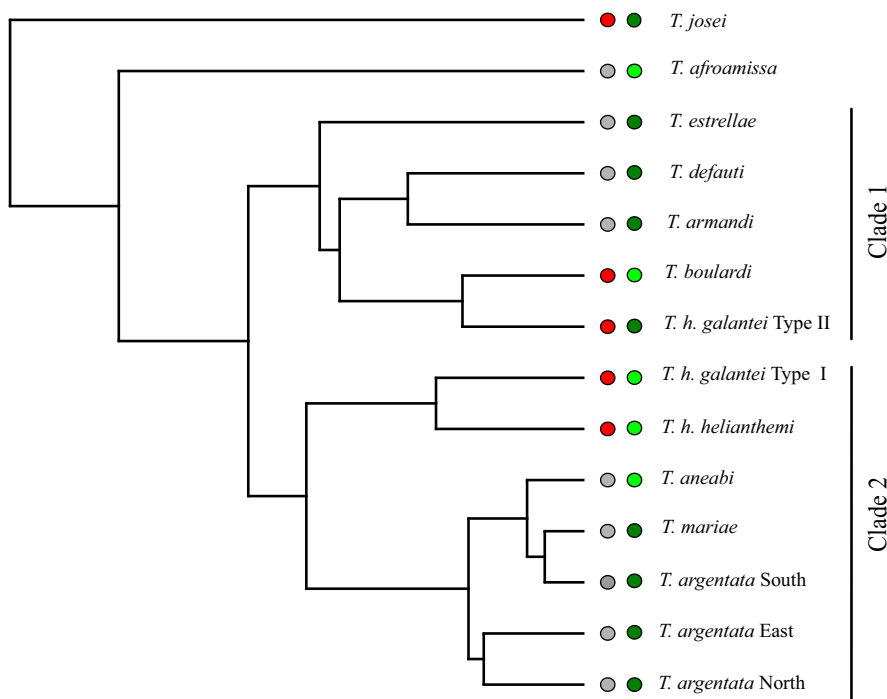 T. josei
T. afroamissa
T. estrellae
T. defauti
T. armandi
T. boulardi
T. h. galantei Type II
Clade 1
T. h. galantei Type I
T. h. helianthemi
T. aneabi
T. mariae
T. argentata South
T. argentata East
T. argentata North
Clade 2